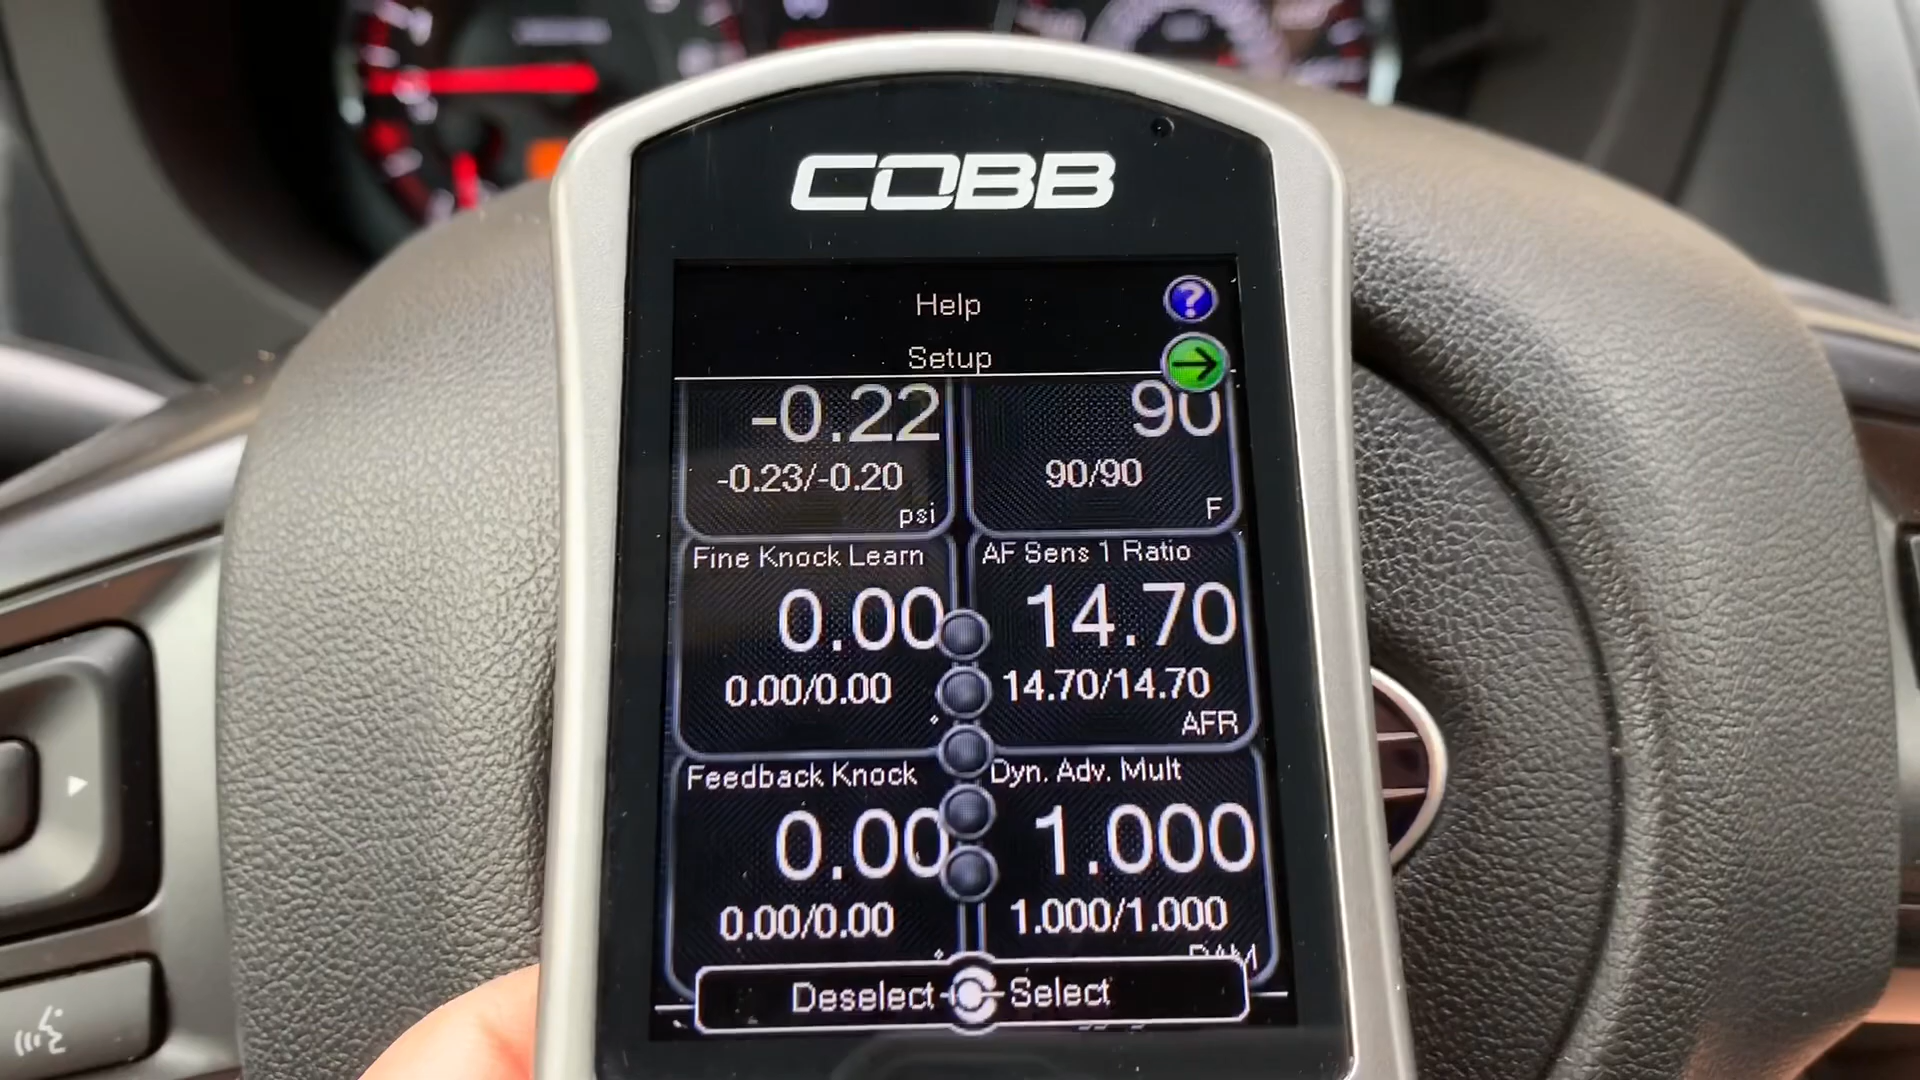 COBB
Help
?
Setup
-0.22
90
-0.23/-0.20
90/90
psi
F
Fine Knock Learn
AF Sens 1 Ratio
0.00
14.70
0.00/0.00
14.70/14.70
°
AFR
Feedback Knock
Dyn. Adv. Mult
0.00
1.000
0.00/0.00
1.000/1.000
°
DAM
Deselect
Select